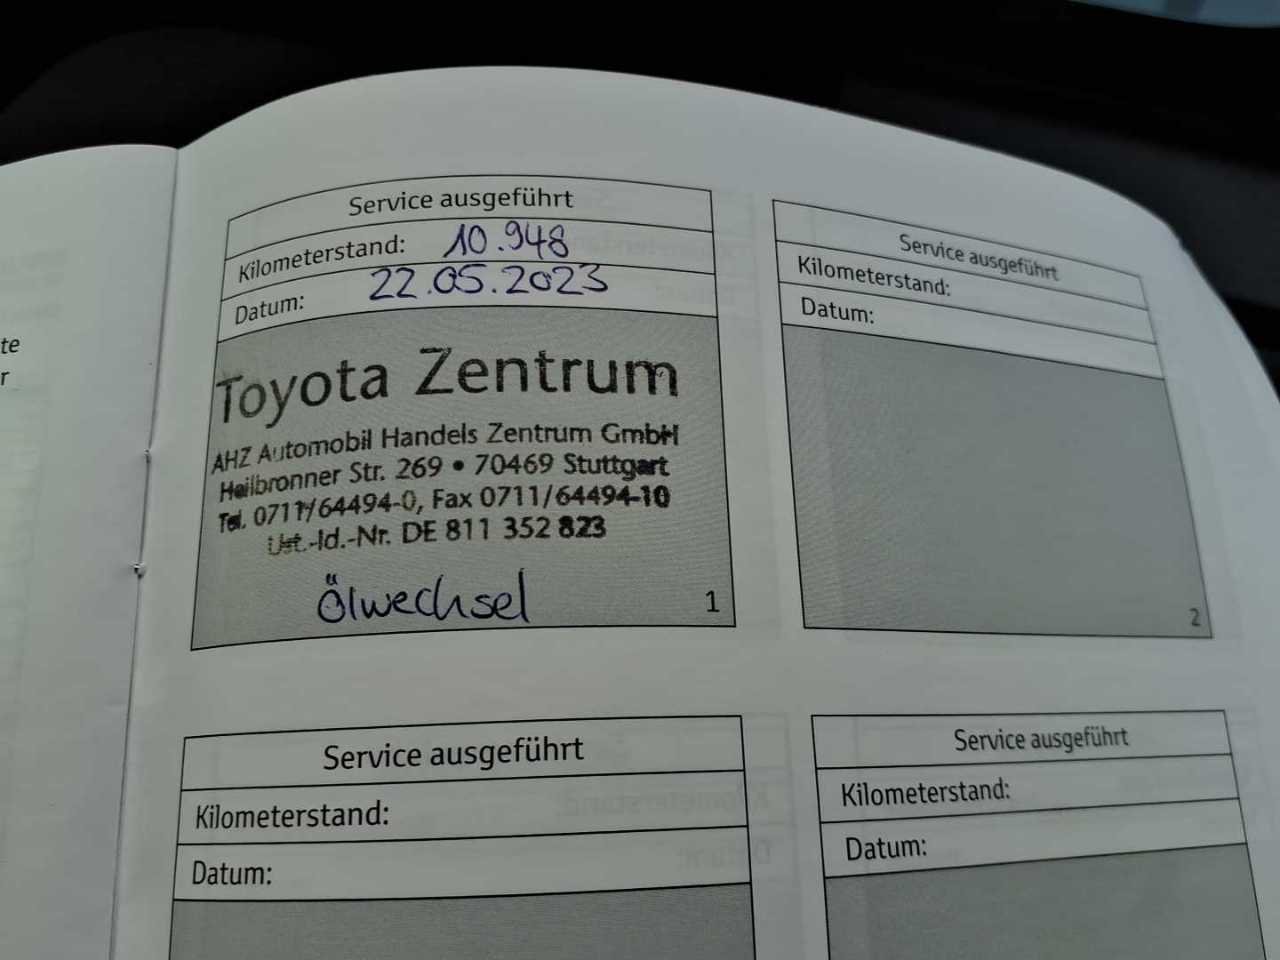 te
r
Service ausgeführt
Kilometerstand: 10.948
Datum: 22.05.2023
Toyota Zentrum
AHZ Automobil Handels Zentrum GmbH
Heilbronner Str. 269 • 70469 Stuttgart
Tel. 0711/64494-0, Fax 0711/64494-10
Ust.-Id.-Nr. DE 811 352 823
Ölwechsel
1
Service ausgeführt
Kilometerstand:
Datum:
2
Service ausgeführt
Kilometerstand:
Datum:
Service ausgeführt
Kilometerstand:
Datum: